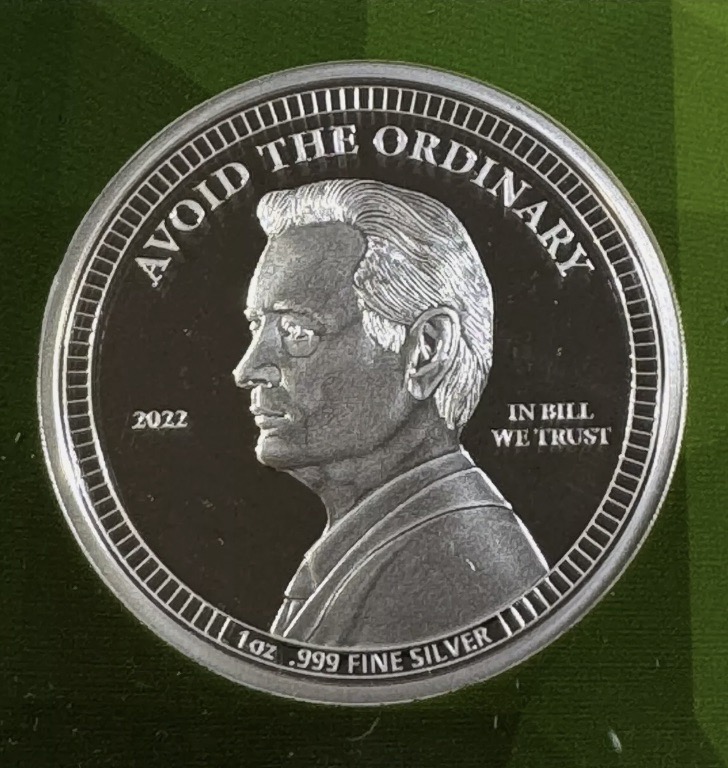 AVOID THE ORDINARY
2022
IN BILL
WE TRUST
1oz .999 FINE SILVER